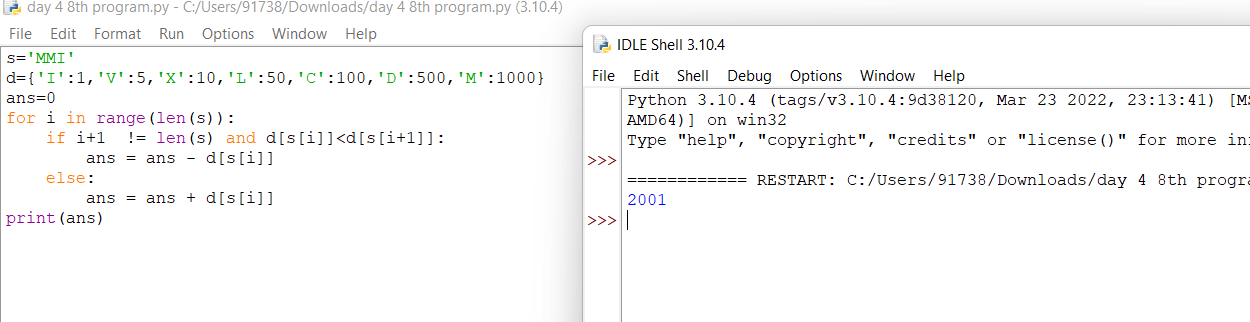 day 4 8th program.py - C:/Users/91738/Downloads/day 4 8th program.py (3.10.4)
File Edit Format Run Options Window Help
s='MMI'
d={'I':1,'V':5,'X':10,'L':50,'C':100,'D':500,'M':1000}
ans=0
for i in range(len(s)):
    if i+1  != len(s) and d[s[i]]<d[s[i+1]]:
        ans = ans - d[s[i]]
    else:
        ans = ans + d[s[i]]
print(ans)
IDLE Shell 3.10.4
File Edit Shell Debug Options Window Help
Python 3.10.4 (tags/v3.10.4:9d38120, Mar 23 2022, 23:13:41) [MS
AMD64)] on win32
Type "help", "copyright", "credits" or "license()" for more in
>>>
============ RESTART: C:/Users/91738/Downloads/day 4 8th progra
2001
>>>